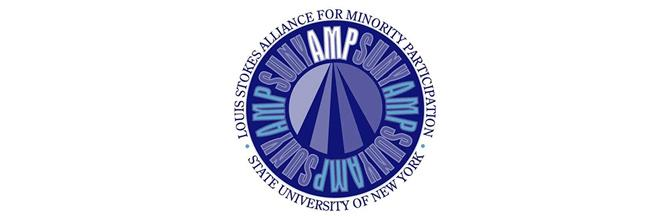 LOUIS STOKES ALLIANCE FOR MINORITY PARTICIPATION
STATE UNIVERSITY OF NEW YORK
AMP SUNY AMP SUNY AMP SUNY AMP SUNY